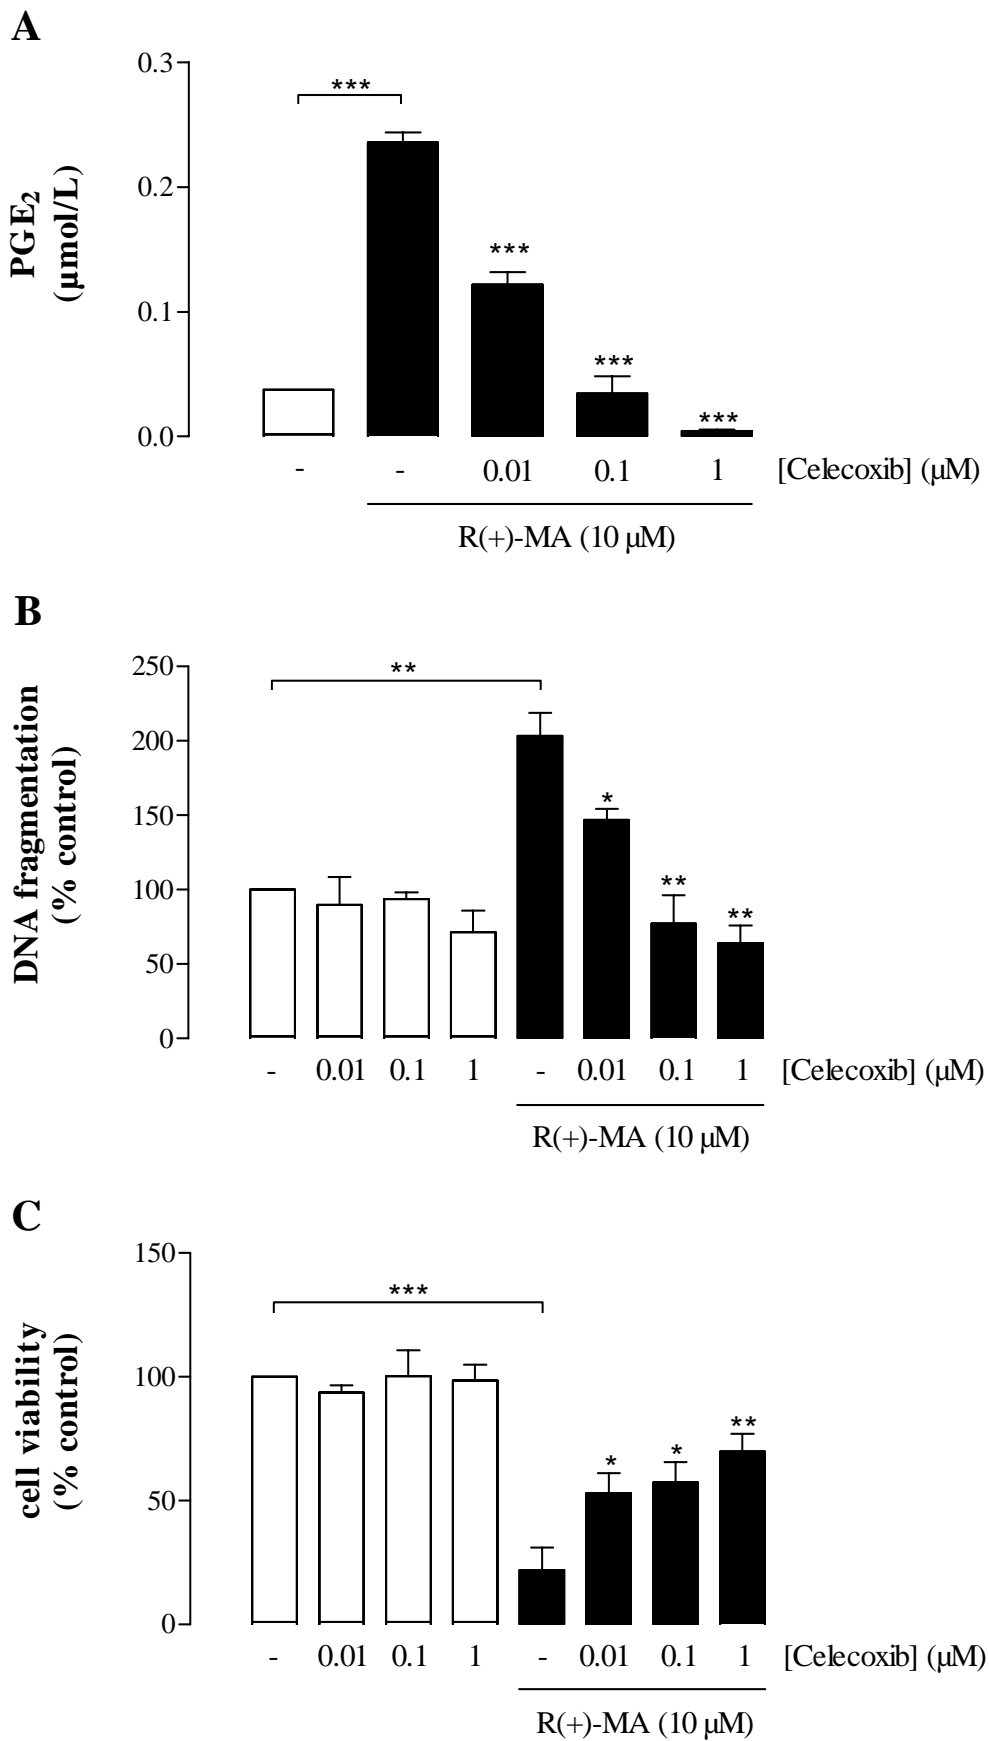 A
0.3
***
0.2
***
PGE₂
(µmol/L)
0.1
***
***
0.0
- - 0.01 0.1 1 [Celecoxib] (µM)
R(+)-MA (10 µM)
B
250
**
200
*
150
DNA fragmentation
(% control)
**
100
**
50
0
- 0.01 0.1 1 - 0.01 0.1 1 [Celecoxib] (µM)
R(+)-MA (10 µM)
C
150
***
100
**
cell viability
(% control)
*
*
50
0
- 0.01 0.1 1 - 0.01 0.1 1 [Celecoxib] (µM)
R(+)-MA (10 µM)